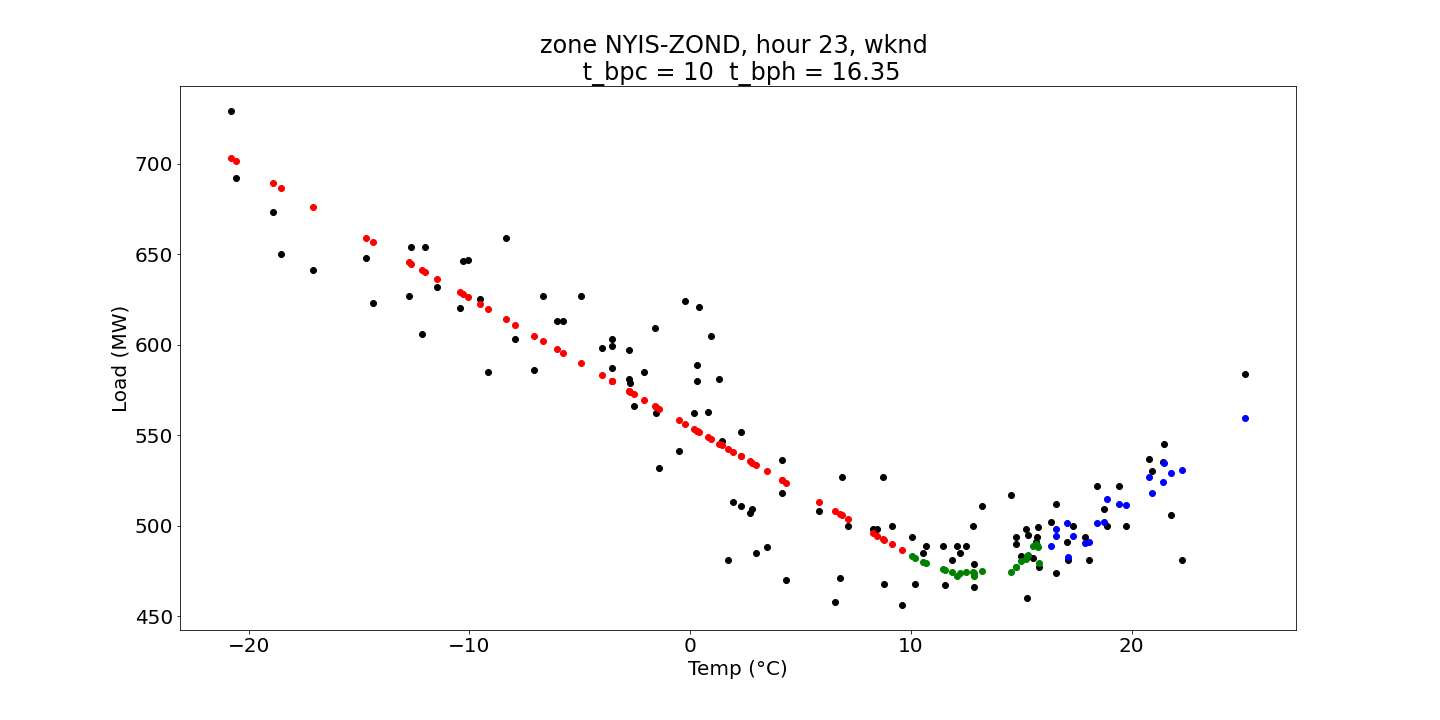 zone NYIS-ZOND, hour 23, wknd
t_bpc = 10  t_bph = 16.35
700
650
600
550
500
450
Load (MW)
−20
−10
0
10
20
Temp (°C)